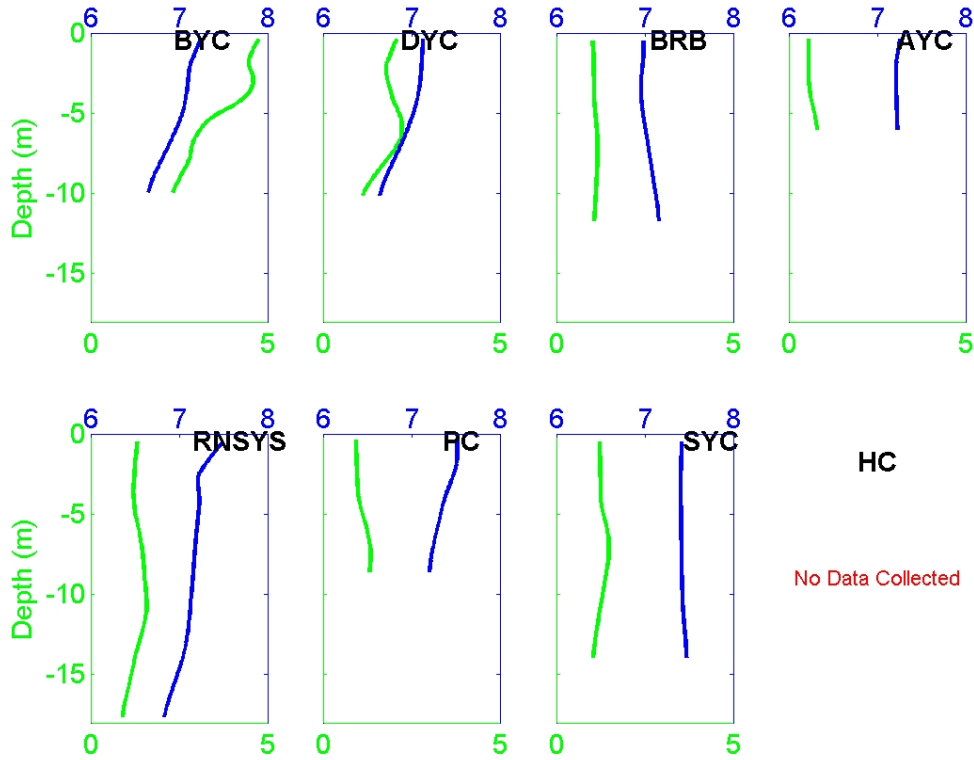 6 7 8 6 7 8 6 7 8 6 7 8
BYC DYC BRB AYC
0
-5
-10
-15
Depth (m)
0 5 0 5 0 5 0 5
6 7 8 6 7 8 6 7 8
RNSYS PC SYC
0
-5
-10
-15
Depth (m)
0 5 0 5 0 5
HC
No Data Collected